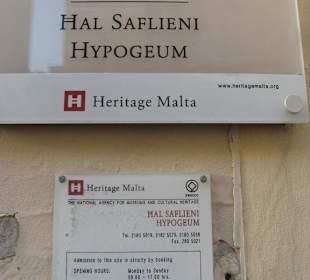 HAL SAFLIENI
HYPOGEUM
www.heritagemalta.org
H Heritage Malta
H Heritage Malta
THE NATIONAL AGENCY FOR MUSEUMS AND CULTURAL HERITAGE
HAL SAFLIENI
HYPOGEUM
Admission to this site is strictly by booking
OPENING HOURS: Monday to Sunday